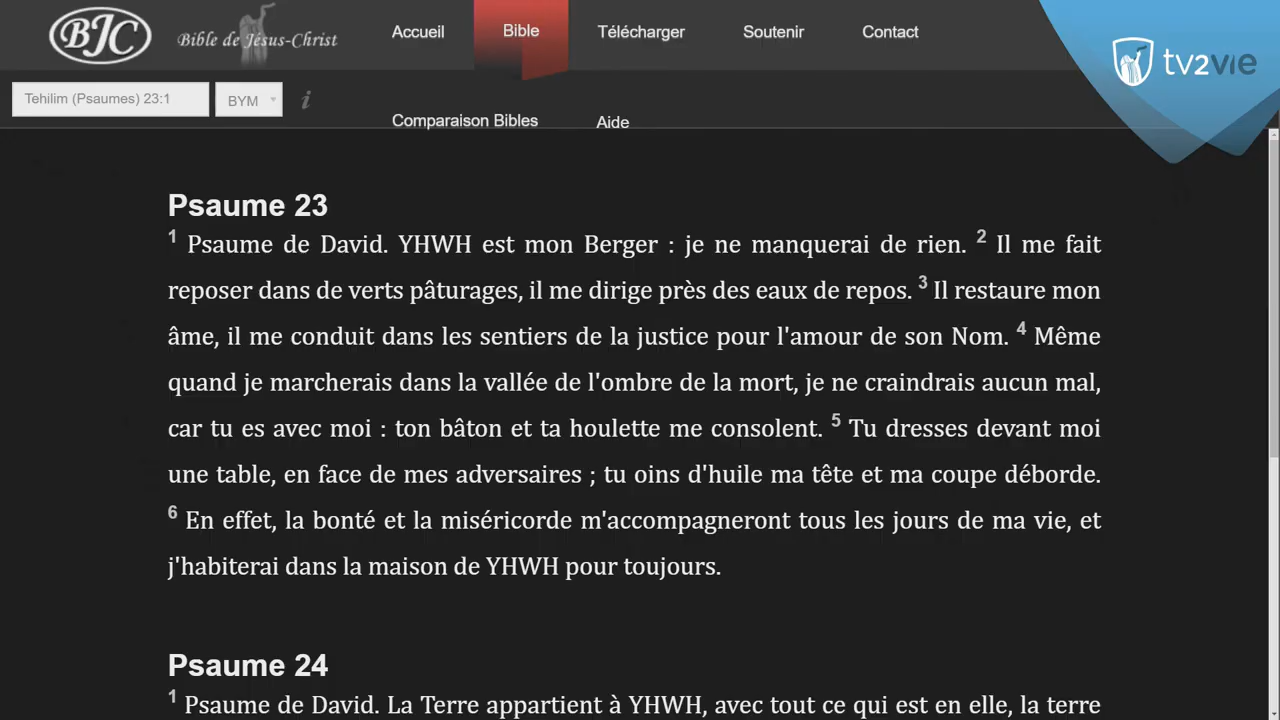 BJC
Bible de Jésus-Christ
Accueil
Bible
Télécharger
Soutenir
Contact
tv2vie
Tehilim (Psaumes) 23:1
BYM
i
Comparaison Bibles
Aide
Psaume 23
1 Psaume de David. YHWH est mon Berger : je ne manquerai de rien. 2 Il me fait
reposer dans de verts pâturages, il me dirige près des eaux de repos. 3 Il restaure mon
âme, il me conduit dans les sentiers de la justice pour l'amour de son Nom. 4 Même
quand je marcherais dans la vallée de l'ombre de la mort, je ne craindrais aucun mal,
car tu es avec moi : ton bâton et ta houlette me consolent. 5 Tu dresses devant moi
une table, en face de mes adversaires ; tu oins d'huile ma tête et ma coupe déborde.
6 En effet, la bonté et la miséricorde m'accompagneront tous les jours de ma vie, et
j'habiterai dans la maison de YHWH pour toujours.
Psaume 24
1 Psaume de David. La Terre appartient à YHWH, avec tout ce qui est en elle, la terre